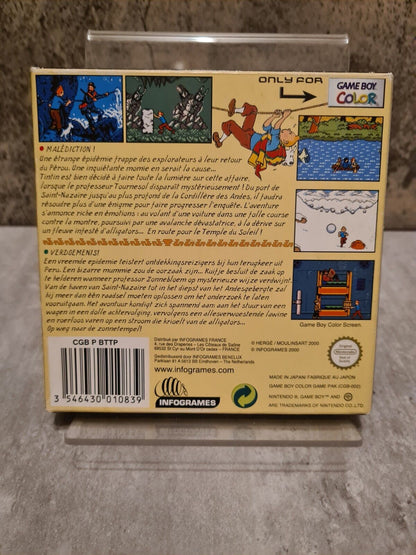 ONLY FOR
GAME BOY
COLOR
MALÉDICTION !
Une étrange épidémie frappe des explorateurs à leur retour
du Pérou. Une inquiétante momie en serait la cause...
Tintin est bien décidé à faire toute la lumière sur cette affaire,
lorsque le professeur Tournesol disparaît mystérieusement ! Du port de
Saint-Nazaire jusqu'au plus profond de la Cordillère des Andes, il faudra
résoudre plus d'une énigme pour faire progresser l'enquête. L'aventure
s'annonce riche en émotions : au volant d'une voiture dans une folle course
contre la montre, poursuivi par une avalanche dévastatrice, à la dérive sur
un fleuve infesté d'alligators... En route pour le Temple du Soleil !
VERDOEMENIS!
Een vreemde epidemie teistert ontdekkingsreizigers bij hun terugkeer uit
Peru. Een bizarre mummie zou de oorzaak zijn... Kuifje besluit de zaak op
te helderen wanneer professor Zonnebloem op mysterieuze wijze verdwijnt.
Van de haven van Saint-Nazaire tot in het diepst van het Andesgebergte zal
hij meer dan één raadsel moeten oplossen om het onderzoek te laten
vooruitgaan. Het avontuur kondigt zich spannend aan: aan het stuur van een
wagen in een dolle achtervolging, vervolgd door een allesverwoestende lawine
en roerloos varen op een stroom die krioelt van de alligators...
Op weg naar de zonnetempel!
Game Boy Color Screen
CGB P BTTP
3 546430 010839
Distribué par INFOGRAMES FRANCE
84, rue du 1er Mars 1943
Gedistribueerd door INFOGRAMES BENELUX
www.infogrames.com
INFOGRAMES
© HERGÉ / MOULINSART 2000
© INFOGRAMES 2000
Nintendo
MADE IN JAPAN/ FABRIQUÉ AU JAPON
GAME BOY COLOR GAME PAK (CGB-002)
NINTENDO ®, GAME BOY™ AND
ARE TRADEMARKS OF NINTENDO CO.,LTD.